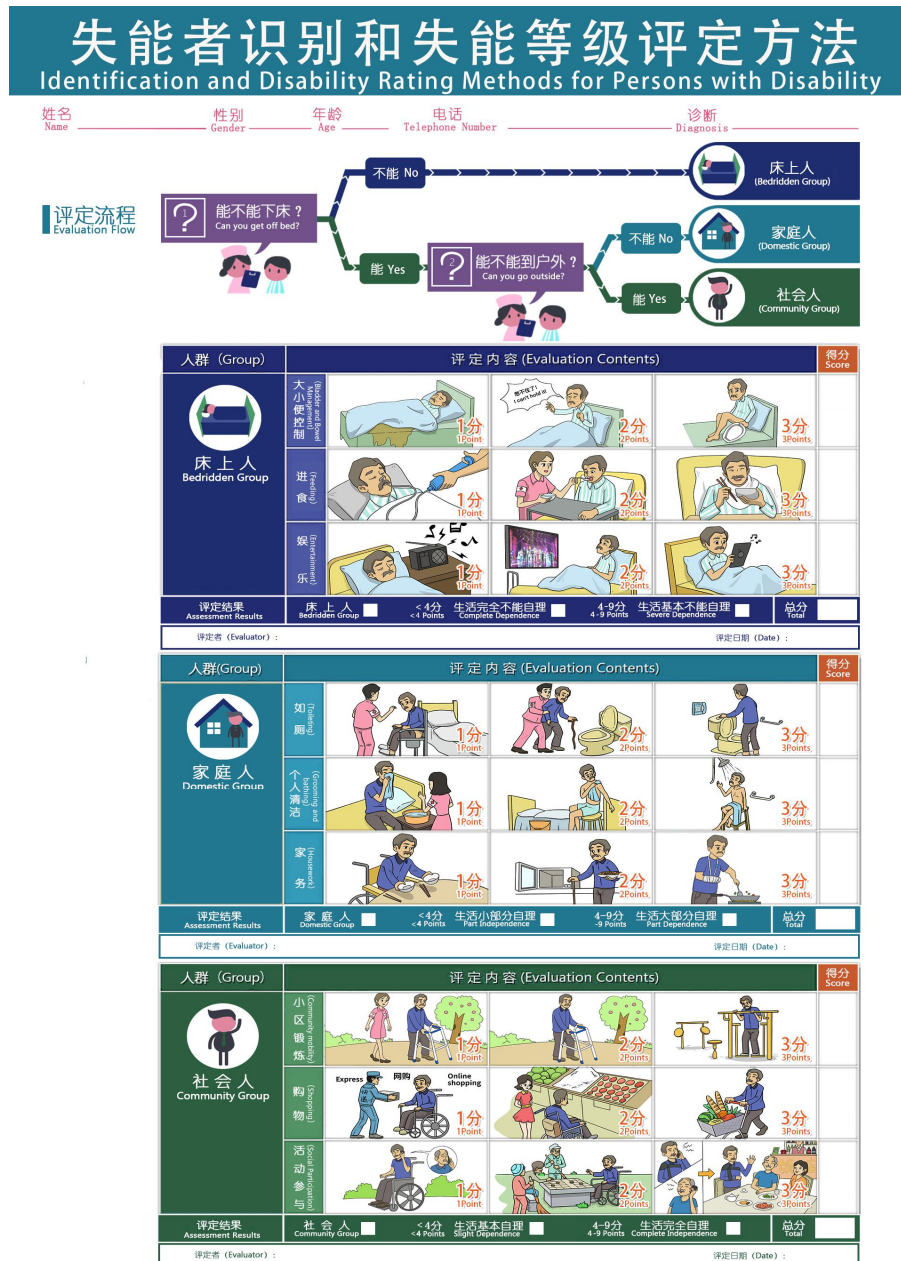 失能者识别和失能等级评定方法
Identification and Disability Rating Methods for Persons with Disability
姓名 性别 年龄 电话 诊断
Name Gender Age Telephone Number Diagnosis
评定流程
Evaluation Flow
1
能不能下床?
Can you get off bed?
不能 No
床上人
(Bedridden Group)
能 Yes
2
能不能到户外?
Can you go outside?
不能 No
家庭人
(Domestic Group)
能 Yes
社会人
(Community Group)
人群 (Group) 评定内容 (Evaluation Contents) 得分
Score
床上人
Bedridden Group
大小便控制
(Bladder and Bowel Management)
1分
1Point
憋不住了!
I can't hold it!
2分
2Points
3分
3Points
进食
(Feeding)
1分
1Point
2分
2Points
3分
3Points
娱乐
(Entertainment)
1分
1Point
2分
2Points
3分
3Points
评定结果 床上人 <4分 生活完全不能自理 4-9分 生活基本不能自理 总分
Assessment Results Bedridden Group <4 Points Complete Dependence 4-9 Points Severe Dependence Total
评定者 (Evaluator) : 评定日期 (Date) :
人群(Group) 评定内容 (Evaluation Contents) 得分
Score
家庭人
Domestic Group
如厕
(Toileting)
1分
1Point
2分
2Points
3分
3Points
个人清洁
(Grooming and bathing)
1分
1Point
2分
2Points
3分
3Points
家务
(Housework)
1分
1Point
2分
2Points
3分
3Points
评定结果 家庭人 <4分 生活小部分自理 4-9分 生活大部分自理 总分
Assessment Results Domestic Group <4 Points Part Independence -9 Points Part Dependence Total
评定者 (Evaluator) : 评定日期 (Date) :
人群 (Group) 评定内容 (Evaluation Contents) 得分
Score
社会人
Community Group
小区锻炼
(Community mobility)
1分
1Point
2分
2Points
3分
3Points
购物
(Shopping)
Express 网购 Online
shopping
1分
1Point
2分
2Points
3分
3Points
活动参与
(Social Participation)
1分
1Point
2分
2Points
3分
<3Points
评定结果 社会人 <4分 生活基本自理 4-9分 生活完全自理 总分
Assessment Results Community Group <4 Points Slight Dependence 4-9 Points Complete Independence Total
评定者 (Evaluator) : 评定日期 (Date) :